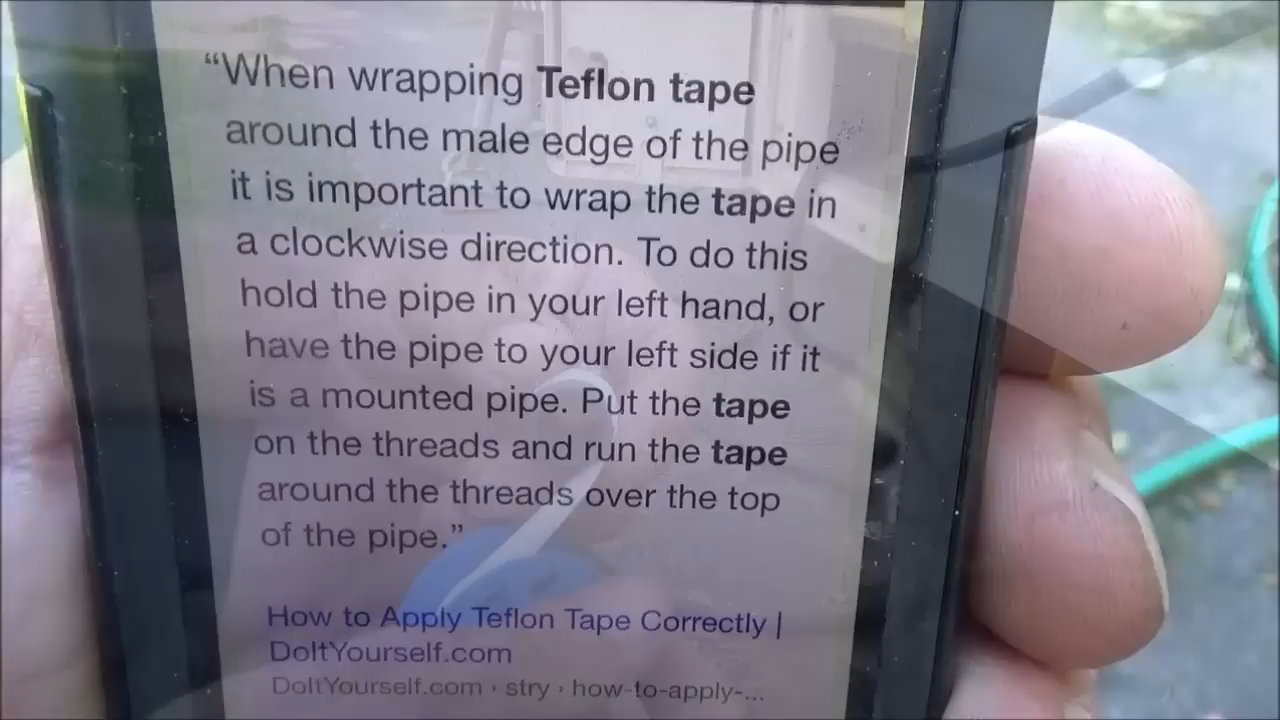 “When wrapping Teflon tape
around the male edge of the pipe
it is important to wrap the tape in
a clockwise direction. To do this
hold the pipe in your left hand, or
have the pipe to your left side if it
is a mounted pipe. Put the tape
on the threads and run the tape
around the threads over the top
of the pipe.”
How to Apply Teflon Tape Correctly |
DoItYourself.com
DoItYourself.com › stry › how-to-apply-...